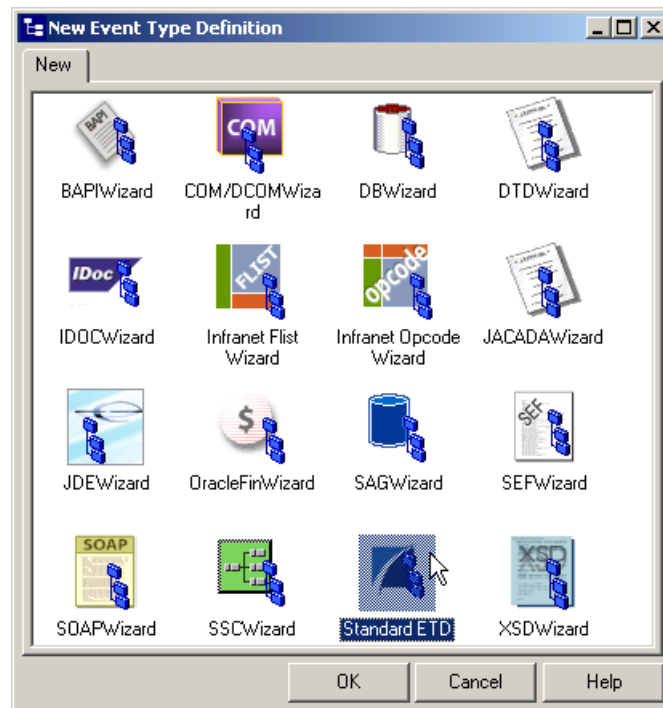 New Event Type Definition
New
BAPI
COM
BAPIWizard
COM/DCOMWiza
rd
DBWizard
DTDWizard
IDoc
FLIST
opcode
IDOCWizard
Infranet Flist
Wizard
Infranet Opcode
Wizard
JACADAWizard
$
SEF
JDEWizard
OracleFinWizard
SAGWizard
SEFWizard
SOAP
XSD
SOAPWizard
SSCWizard
Standard ETD
XSDWizard
OK
Cancel
Help